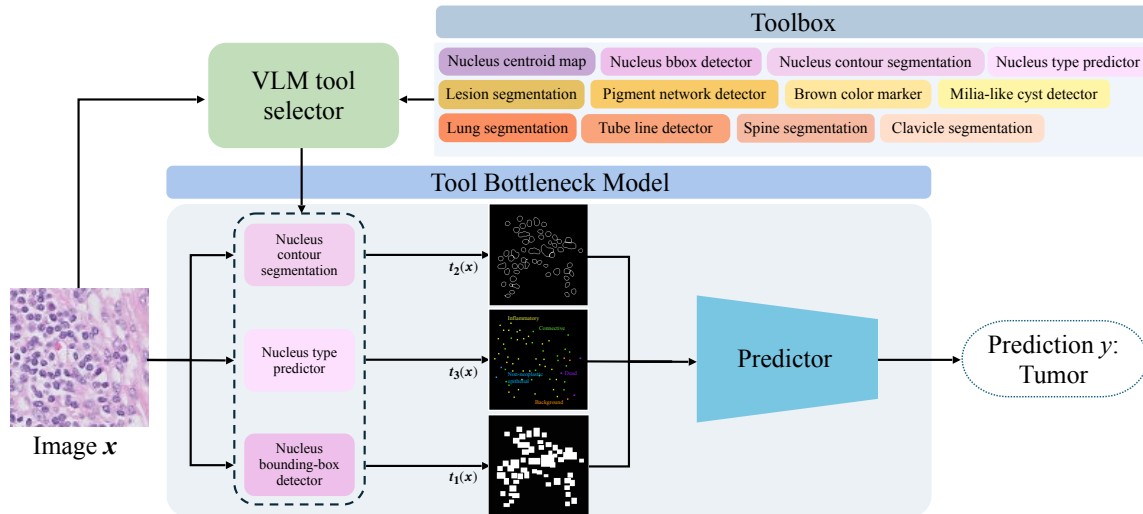 Toolbox
Nucleus centroid map
Nucleus bbox detector
Nucleus contour segmentation
Nucleus type predictor
Lesion segmentation
Pigment network detector
Brown color marker
Milia-like cyst detector
Lung segmentation
Tube line detector
Spine segmentation
Clavicle segmentation
VLM tool
selector
Tool Bottleneck Model
Nucleus
contour
segmentation
t₂(x)
Nucleus type
predictor
t₃(x)
Inflammatory
Connective
Non-neoplastic
epithelial
Dead
Background
Nucleus
bounding-box
detector
t₁(x)
Image x
Predictor
Prediction y:
Tumor